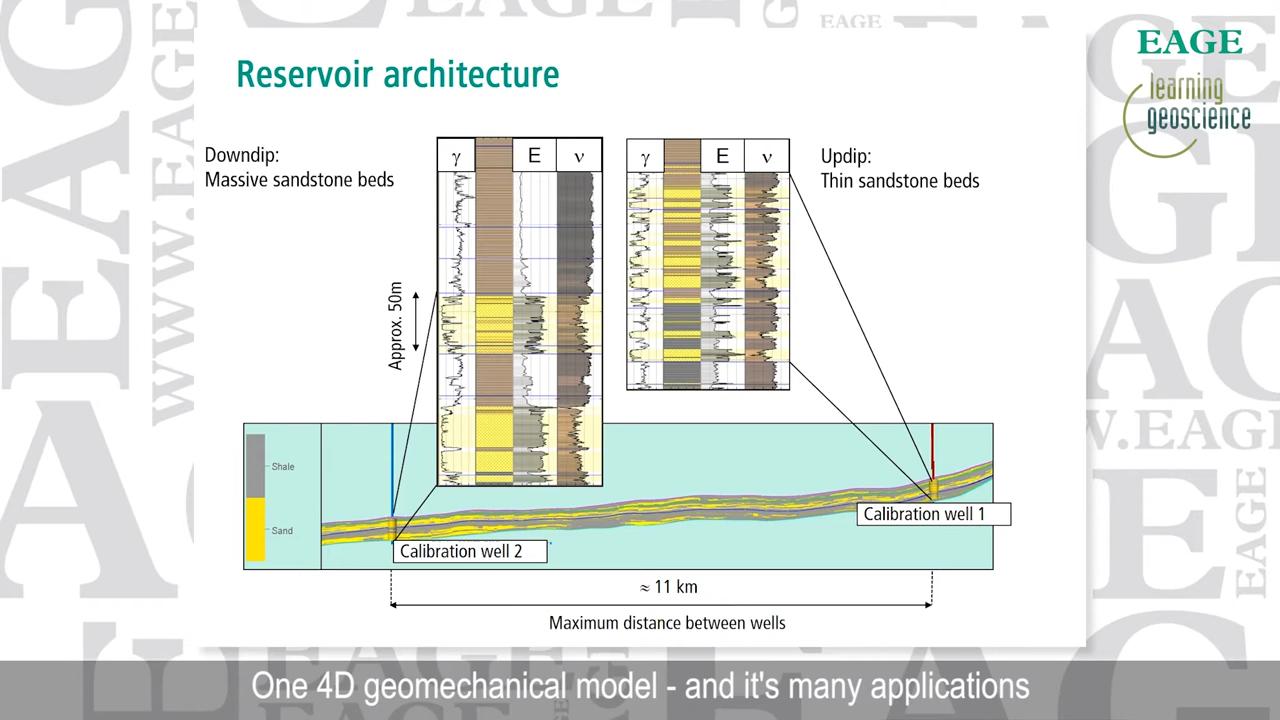 Reservoir architecture
EAGE
learning
geoscience
Downdip:
Massive sandstone beds
γ E ν
γ E ν
Updip:
Thin sandstone beds
Approx. 50m
Shale
Sand
Calibration well 1
Calibration well 2
≈ 11 km
Maximum distance between wells
One 4D geomechanical model - and it's many applications